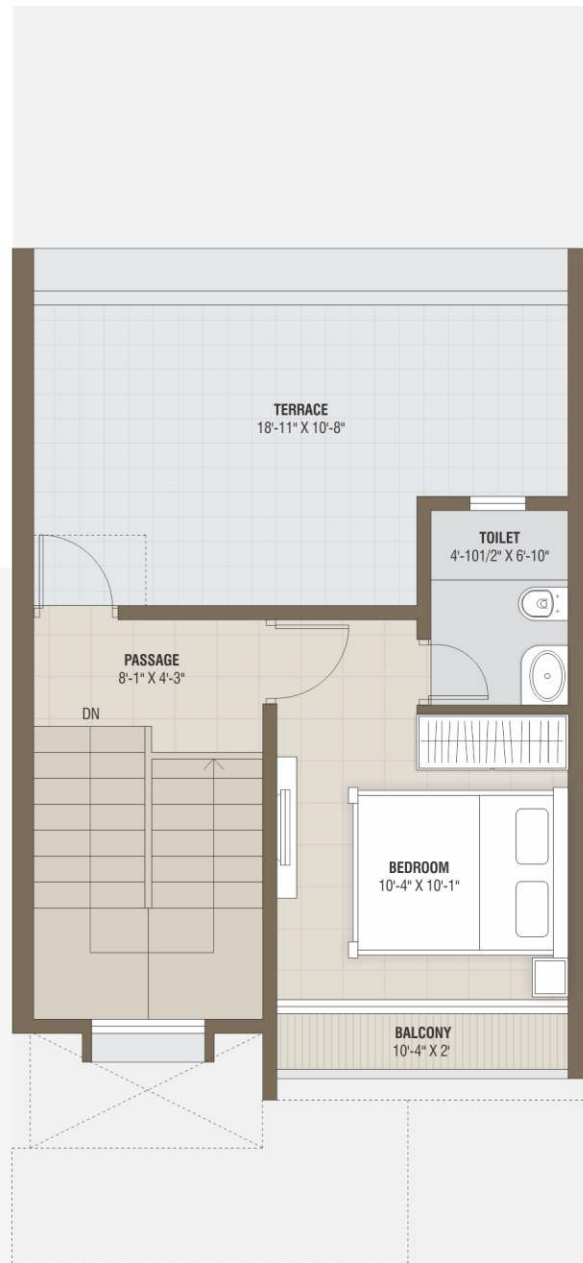 TERRACE
18'-11" X 10'-8"
TOILET
4'-101/2" X 6'-10"
PASSAGE
8'-1" X 4'-3"
DN
BEDROOM
10'-4" X 10'-1"
BALCONY
10'-4" X 2'